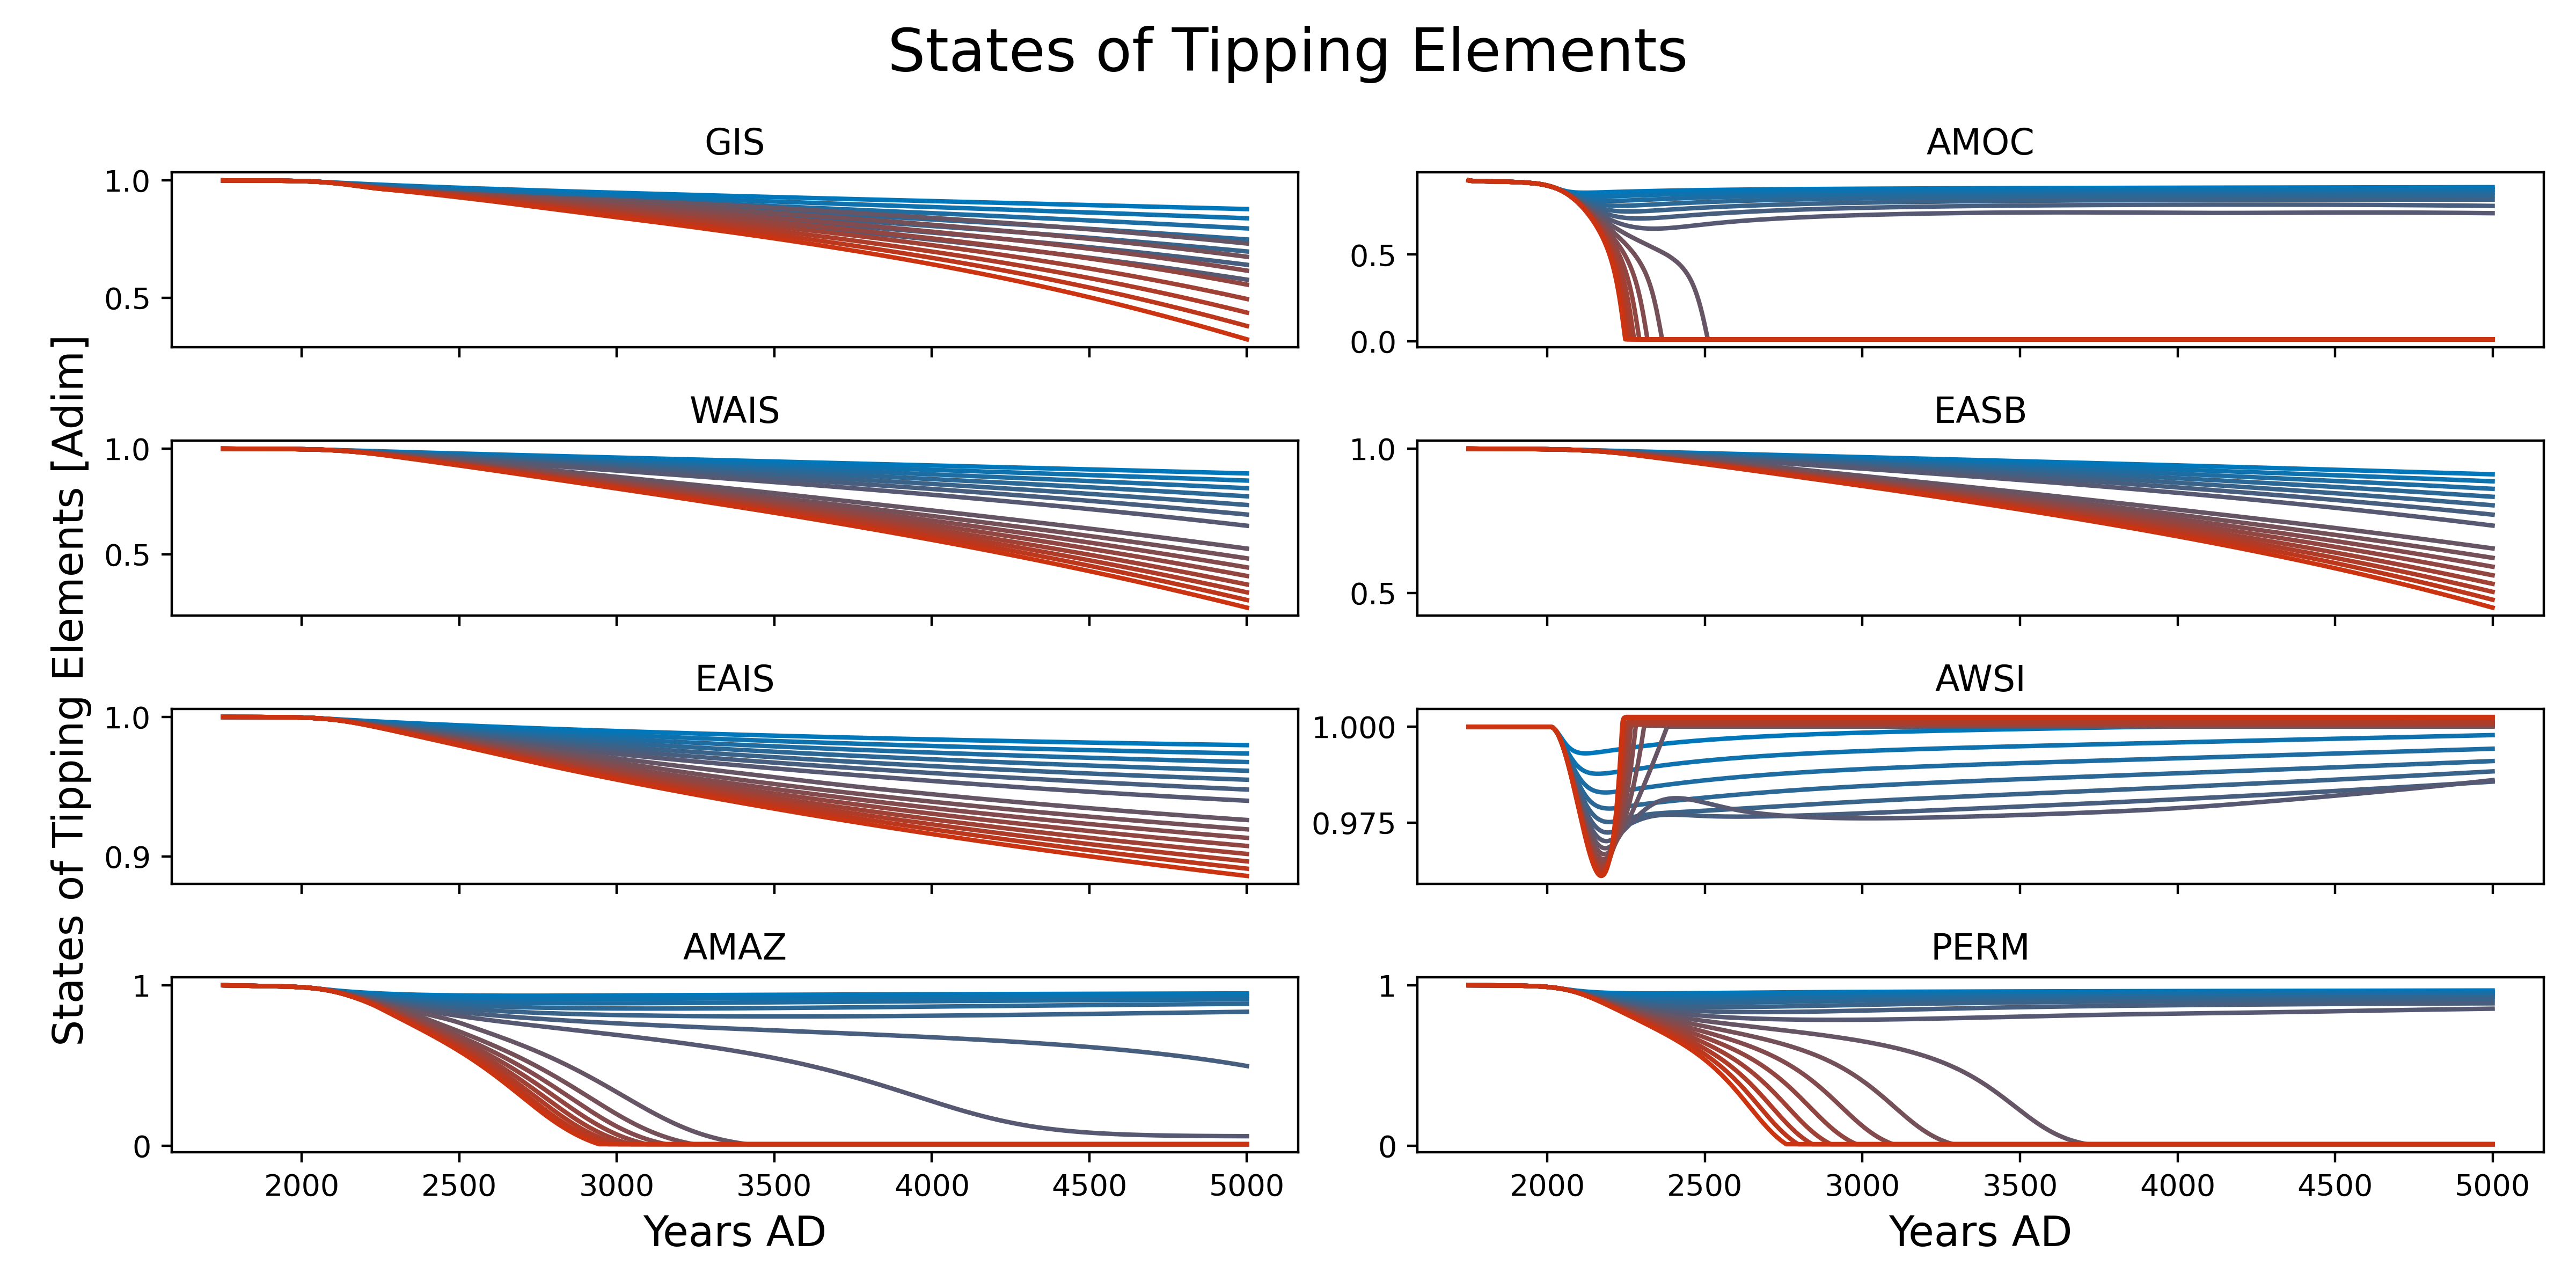 States of Tipping Elements
States of Tipping Elements [Adim]
GIS
1.0
0.5
AMOC
0.5
0.0
WAIS
1.0
0.5
EASB
1.0
0.5
EAIS
1.0
0.9
AWSI
1.000
0.975
AMAZ
1
0
2000 2500 3000 3500 4000 4500 5000
Years AD
PERM
1
0
2000 2500 3000 3500 4000 4500 5000
Years AD